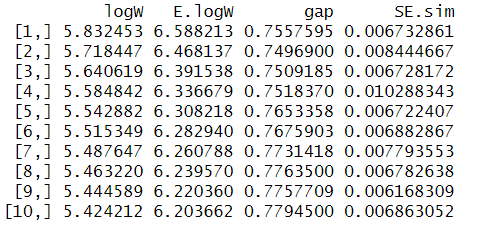 logW E.logW gap SE.sim
[1,] 5.832453 6.588213 0.7557595 0.006732861
[2,] 5.718447 6.468137 0.7496900 0.008444667
[3,] 5.640619 6.391538 0.7509185 0.006728172
[4,] 5.584842 6.336679 0.7518370 0.010288343
[5,] 5.542882 6.308218 0.7653358 0.006722407
[6,] 5.515349 6.282940 0.7675903 0.006882867
[7,] 5.487647 6.260788 0.7731418 0.007793553
[8,] 5.463220 6.239570 0.7763500 0.006782638
[9,] 5.444589 6.220360 0.7757709 0.006168309
[10,] 5.424212 6.203662 0.7794500 0.006863052